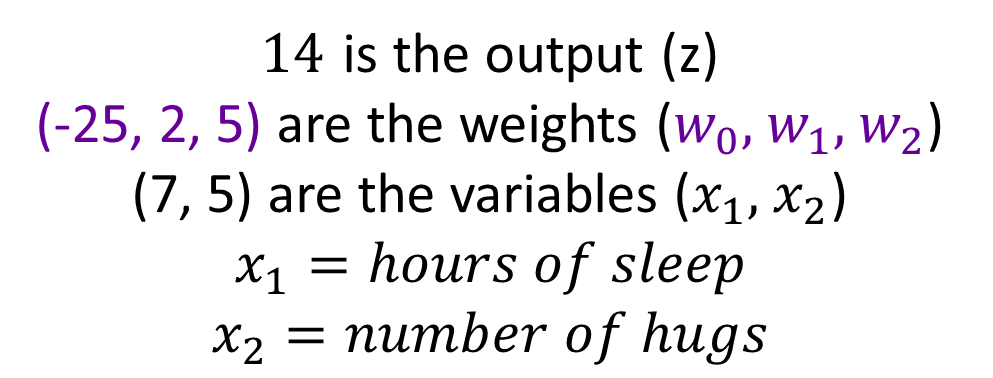 14 is the output (z)
(-25, 2, 5) are the weights (w₀, w₁, w₂)
(7, 5) are the variables (x₁, x₂)
x₁ = hours of sleep
x₂ = number of hugs